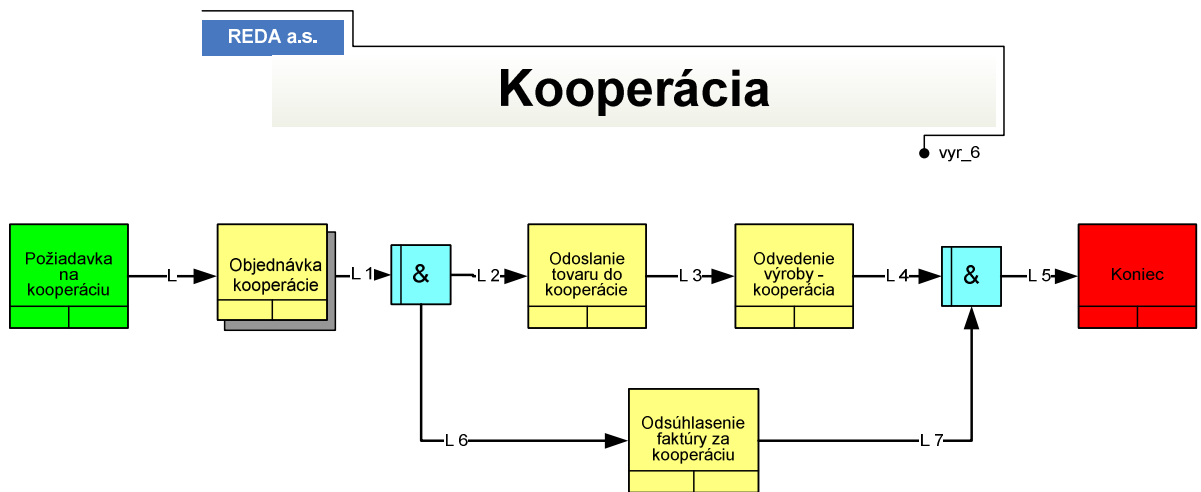 REDA a.s.
Kooperácia
vyr_6
Požiadavka
na
kooperáciu
L
Objednávka
kooperácie
L 1
&
L 2
Odoslanie
tovaru do
kooperácie
L 3
Odvedenie
výroby -
kooperácia
L 4
&
L 5
Koniec
L 6
Odsúhlasenie
faktúry za
kooperáciu
L 7